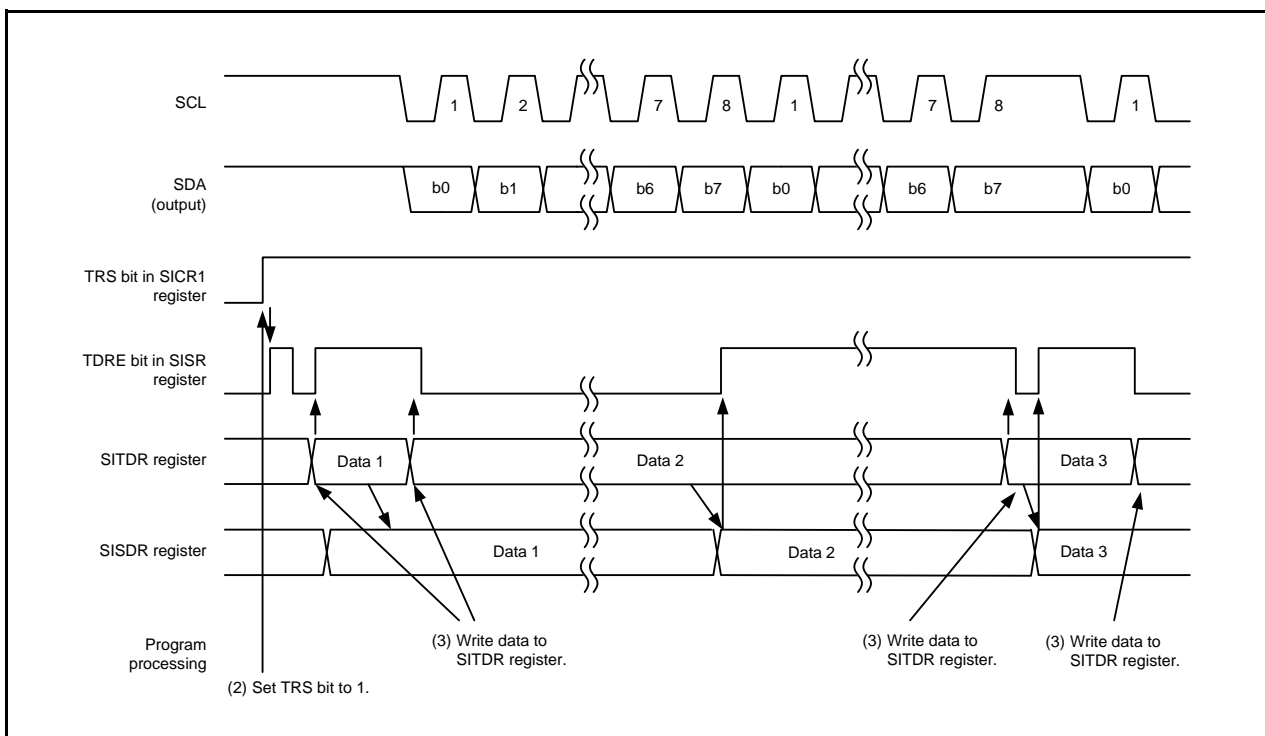 SCL
1 2 7 8 1 7 8 1
SDA
(output)
b0 b1 b6 b7 b0 b6 b7 b0
TRS bit in SICR1
register
TDRE bit in SISR
register
SITDR register
Data 1 Data 2 Data 3
SISDR register
Data 1 Data 2 Data 3
Program
processing
(3) Write data to
SITDR register.
(3) Write data to
SITDR register.
(3) Write data to
SITDR register.
(2) Set TRS bit to 1.